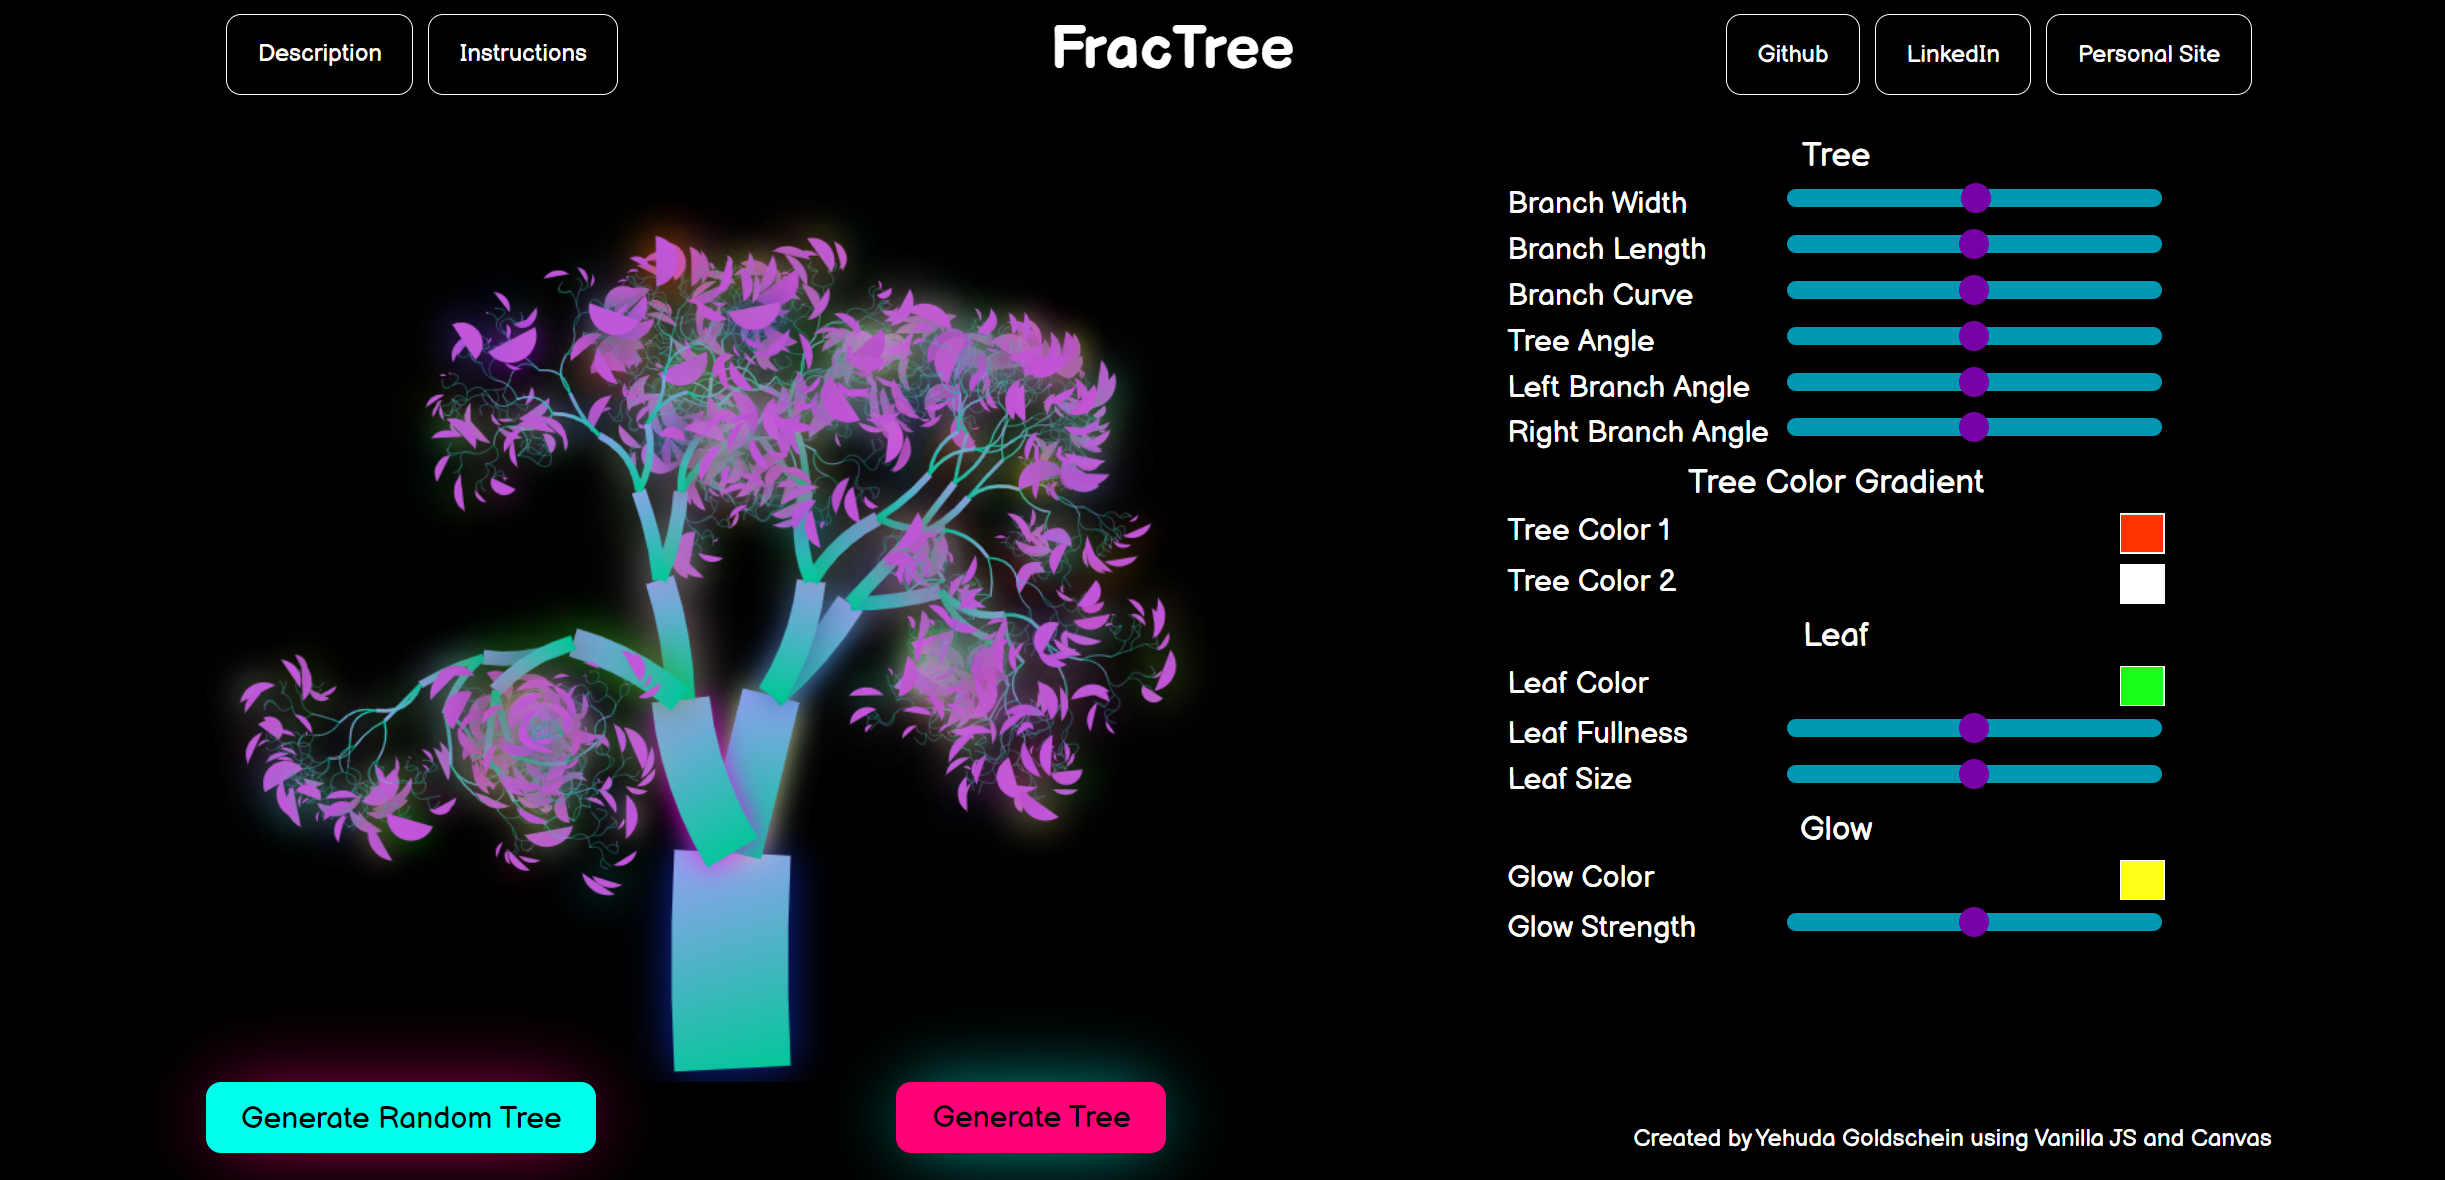 Description
Instructions
FracTree
Github
LinkedIn
Personal Site
Tree
Branch Width
Branch Length
Branch Curve
Tree Angle
Left Branch Angle
Right Branch Angle
Tree Color Gradient
Tree Color 1
Tree Color 2
Leaf
Leaf Color
Leaf Fullness
Leaf Size
Glow
Glow Color
Glow Strength
Generate Random Tree
Generate Tree
Created by Yehuda Goldschein using Vanilla JS and Canvas